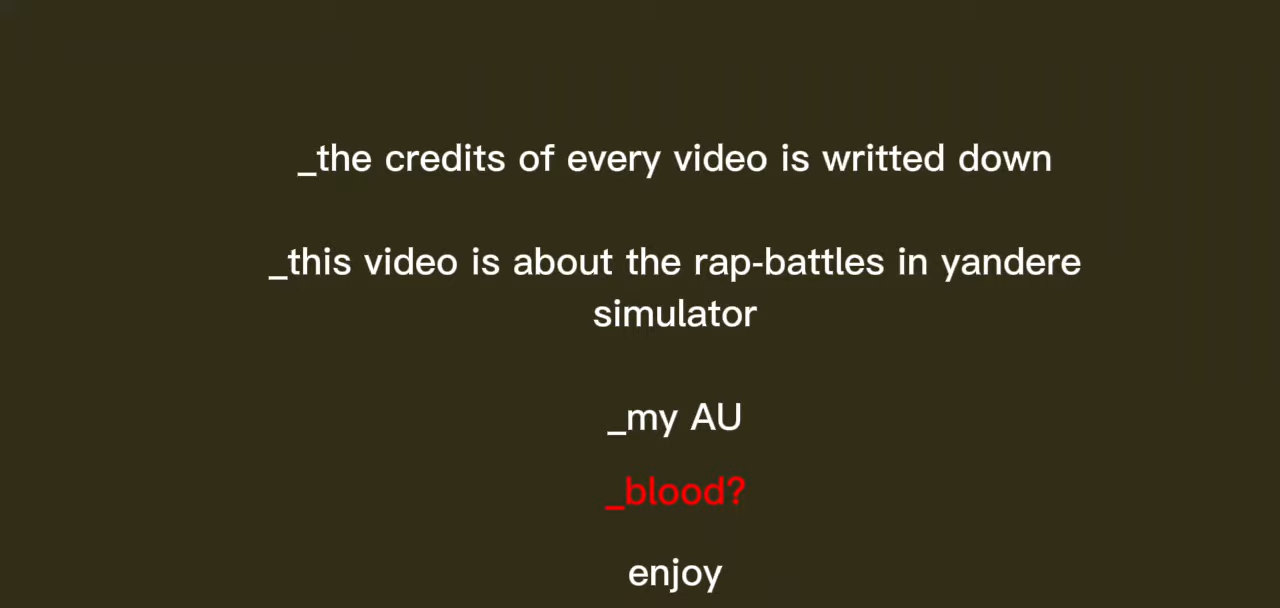 _the credits of every video is writted down
_this video is about the rap-battles in yandere
simulator
_my AU
_blood?
enjoy